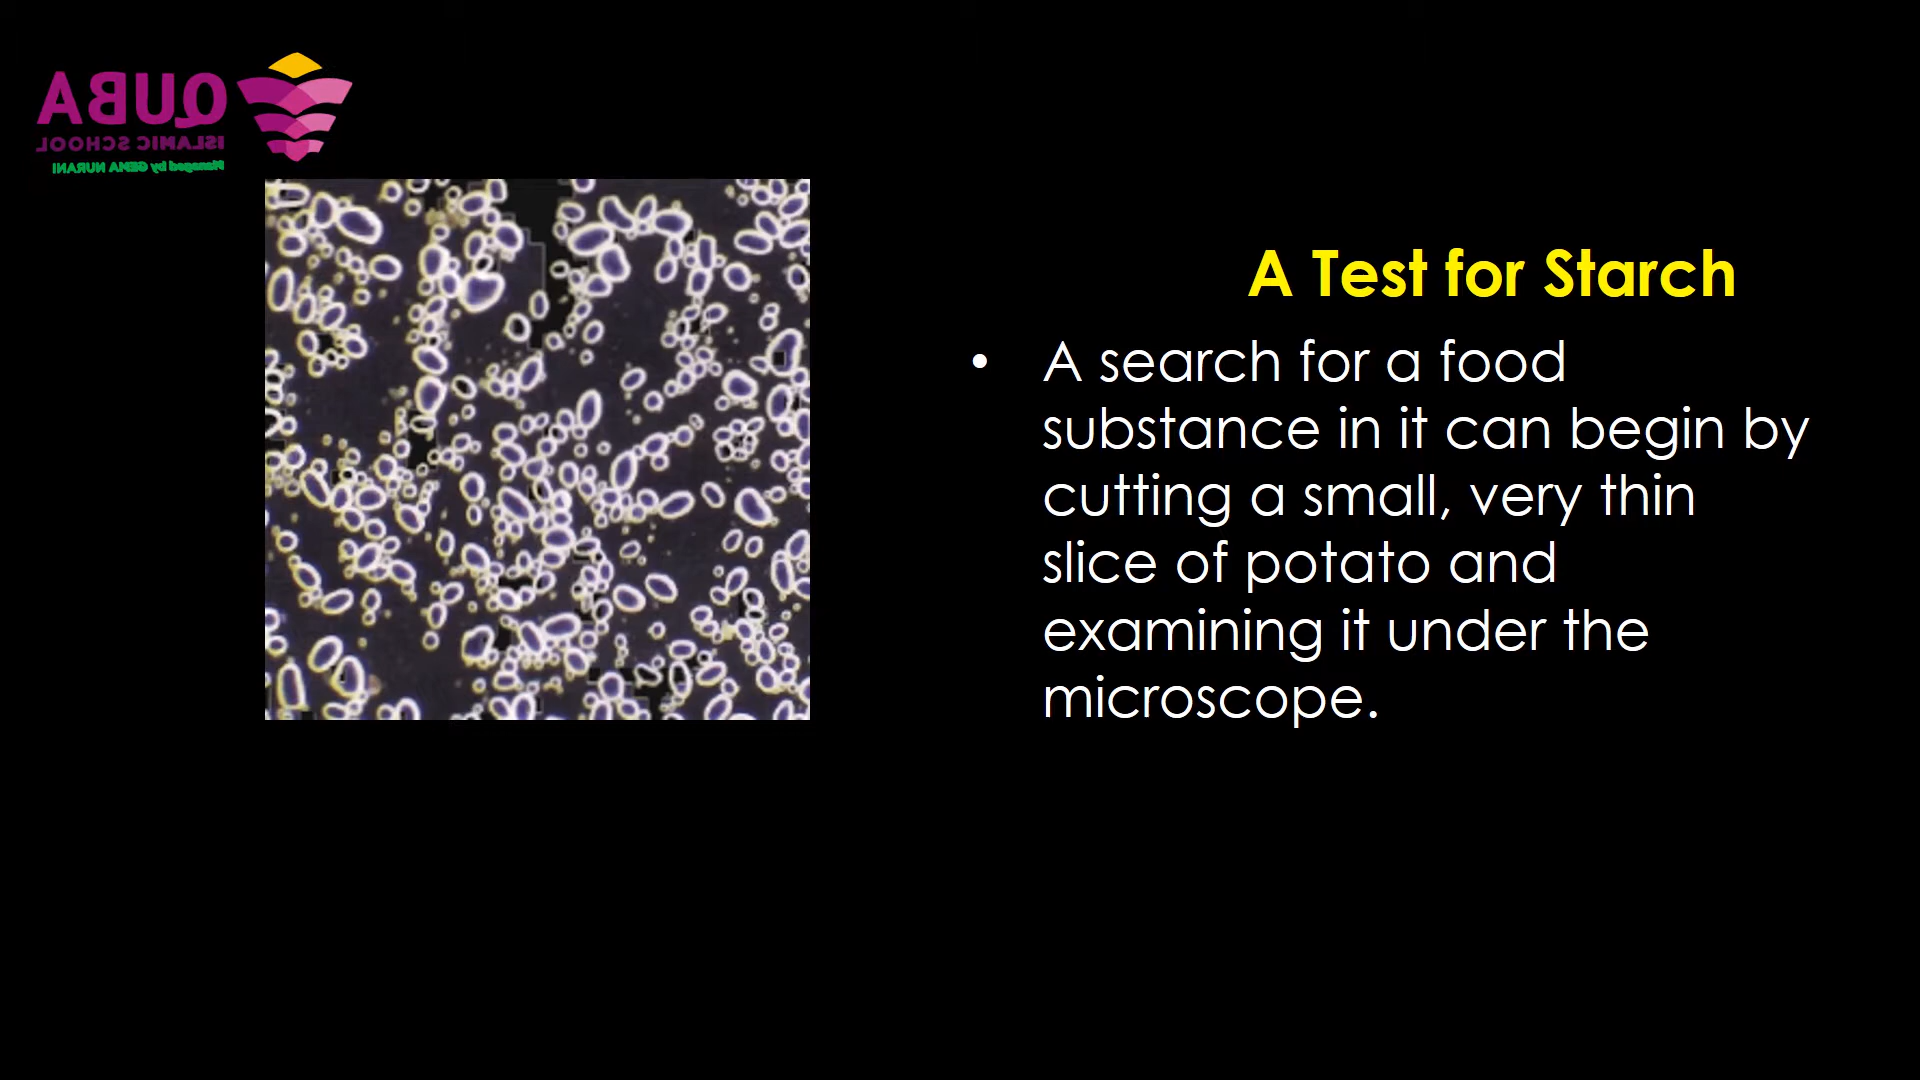 QUBA
ISLAMIC SCHOOL
Managed by GEMA NURANI
A Test for Starch
• A search for a food
substance in it can begin by
cutting a small, very thin
slice of potato and
examining it under the
microscope.